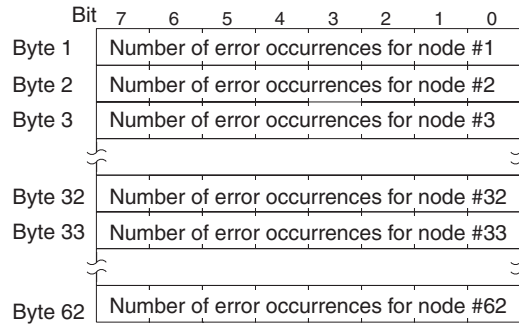 Bit 7 6 5 4 3 2 1 0
Byte 1 Number of error occurrences for node #1
Byte 2 Number of error occurrences for node #2
Byte 3 Number of error occurrences for node #3
Byte 32 Number of error occurrences for node #32
Byte 33 Number of error occurrences for node #33
Byte 62 Number of error occurrences for node #62